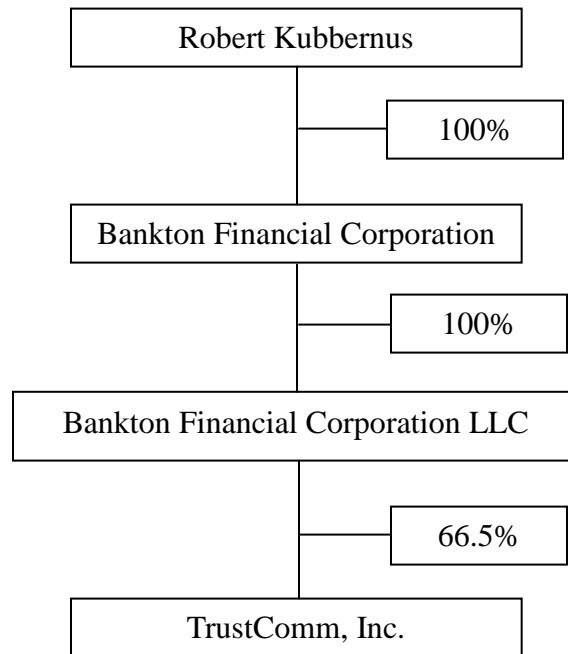 Robert Kubbernus
100%
Bankton Financial Corporation
100%
Bankton Financial Corporation LLC
66.5%
TrustComm, Inc.